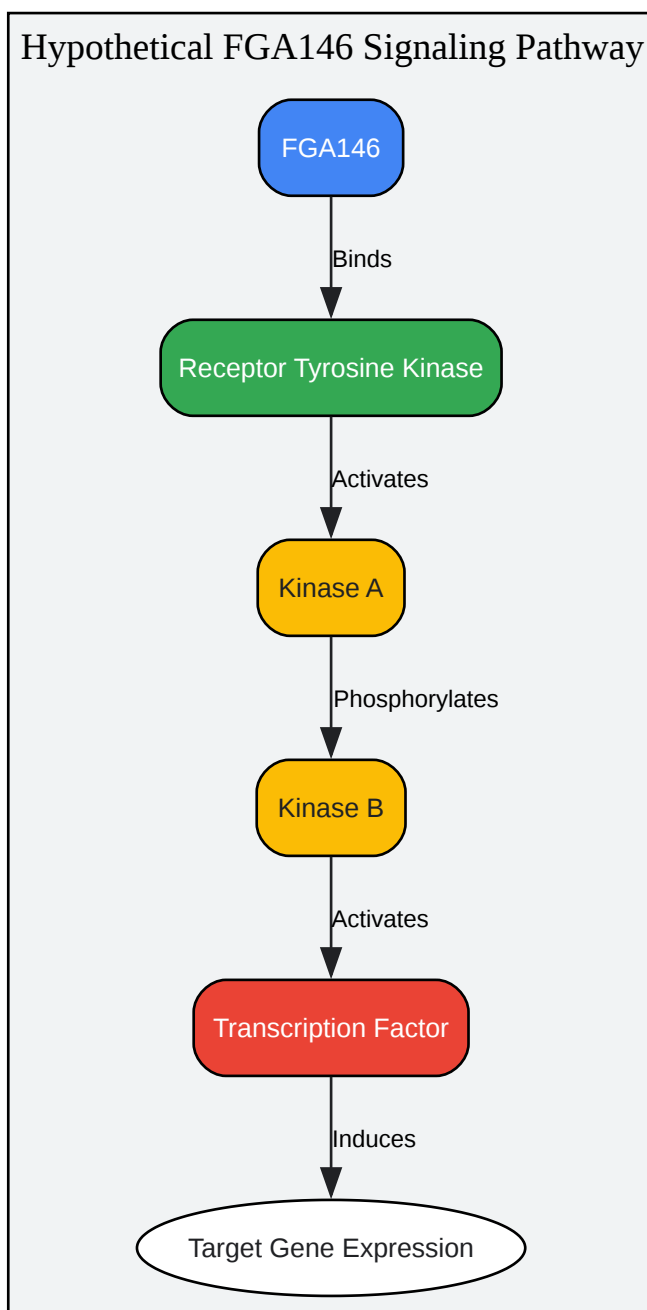 Hypothetical FGA146 Signaling Pathway
FGA146
Binds
Receptor Tyrosine Kinase
Activates
Kinase A
Phosphorylates
Kinase B
Activates
Transcription Factor
Induces
Target Gene Expression